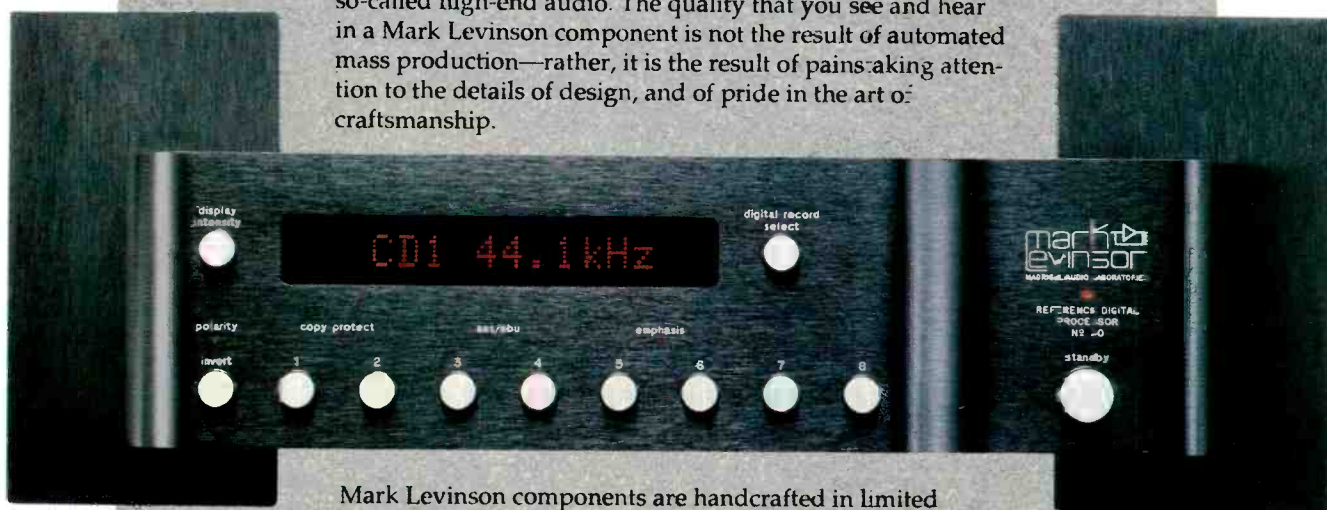 so-called high-end audio. The quality that you see and hear
in a Mark Levinson component is not the result of automated
mass production—rather, it is the result of painstaking atten-
tion to the details of design, and of pride in the art of
craftsmanship.
display
intensity
CD1 44.1kHz
digital record
select
mark
levinson
MADRIGAL AUDIO LABORATORIES
REFERENCE DIGITAL
PROCESSOR
Nº
polarity
copy protect
aes/ebu
emphasis
standby
invert
1 2 3 4 5 6 7 8
Mark Levinson components are handcrafted in limited